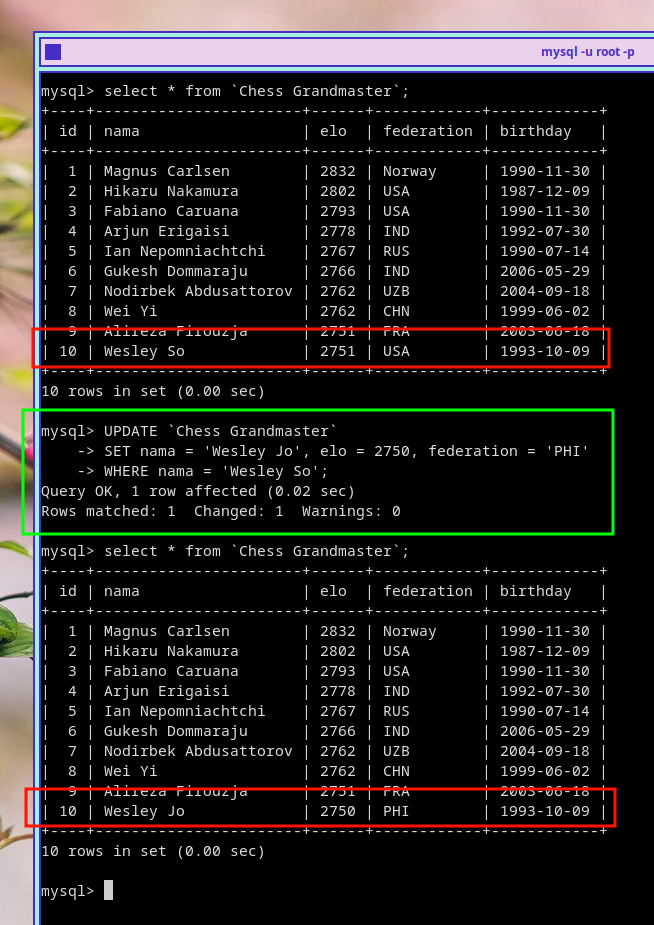 mysql -u root -p
mysql> select * from `Chess Grandmaster`;
+----+-----------------------+------+------------+------------+
| id | nama                  | elo  | federation | birthday   |
+----+-----------------------+------+------------+------------+
|  1 | Magnus Carlsen        | 2832 | Norway     | 1990-11-30 |
|  2 | Hikaru Nakamura       | 2802 | USA        | 1987-12-09 |
|  3 | Fabiano Caruana       | 2793 | USA        | 1990-11-30 |
|  4 | Arjun Erigaisi        | 2778 | IND        | 1992-07-30 |
|  5 | Ian Nepomniachtchi    | 2767 | RUS        | 1990-07-14 |
|  6 | Gukesh Dommaraju      | 2766 | IND        | 2006-05-29 |
|  7 | Nodirbek Abdusattorov | 2762 | UZB        | 2004-09-18 |
|  8 | Wei Yi                | 2762 | CHN        | 1999-06-02 |
|  9 | Alireza Firouzja      | 2751 | FRA        | 2003-06-18 |
| 10 | Wesley So             | 2751 | USA        | 1993-10-09 |
+----+-----------------------+------+------------+------------+
10 rows in set (0.00 sec)
mysql> UPDATE `Chess Grandmaster`
    -> SET nama = 'Wesley Jo', elo = 2750, federation = 'PHI'
    -> WHERE nama = 'Wesley So';
Query OK, 1 row affected (0.02 sec)
Rows matched: 1  Changed: 1  Warnings: 0
mysql> select * from `Chess Grandmaster`;
+----+-----------------------+------+------------+------------+
| id | nama                  | elo  | federation | birthday   |
+----+-----------------------+------+------------+------------+
|  1 | Magnus Carlsen        | 2832 | Norway     | 1990-11-30 |
|  2 | Hikaru Nakamura       | 2802 | USA        | 1987-12-09 |
|  3 | Fabiano Caruana       | 2793 | USA        | 1990-11-30 |
|  4 | Arjun Erigaisi        | 2778 | IND        | 1992-07-30 |
|  5 | Ian Nepomniachtchi    | 2767 | RUS        | 1990-07-14 |
|  6 | Gukesh Dommaraju      | 2766 | IND        | 2006-05-29 |
|  7 | Nodirbek Abdusattorov | 2762 | UZB        | 2004-09-18 |
|  8 | Wei Yi                | 2762 | CHN        | 1999-06-02 |
|  9 | Alireza Firouzja      | 2751 | FRA        | 2003-06-18 |
| 10 | Wesley Jo             | 2750 | PHI        | 1993-10-09 |
+----+-----------------------+------+------------+------------+
10 rows in set (0.00 sec)
mysql>